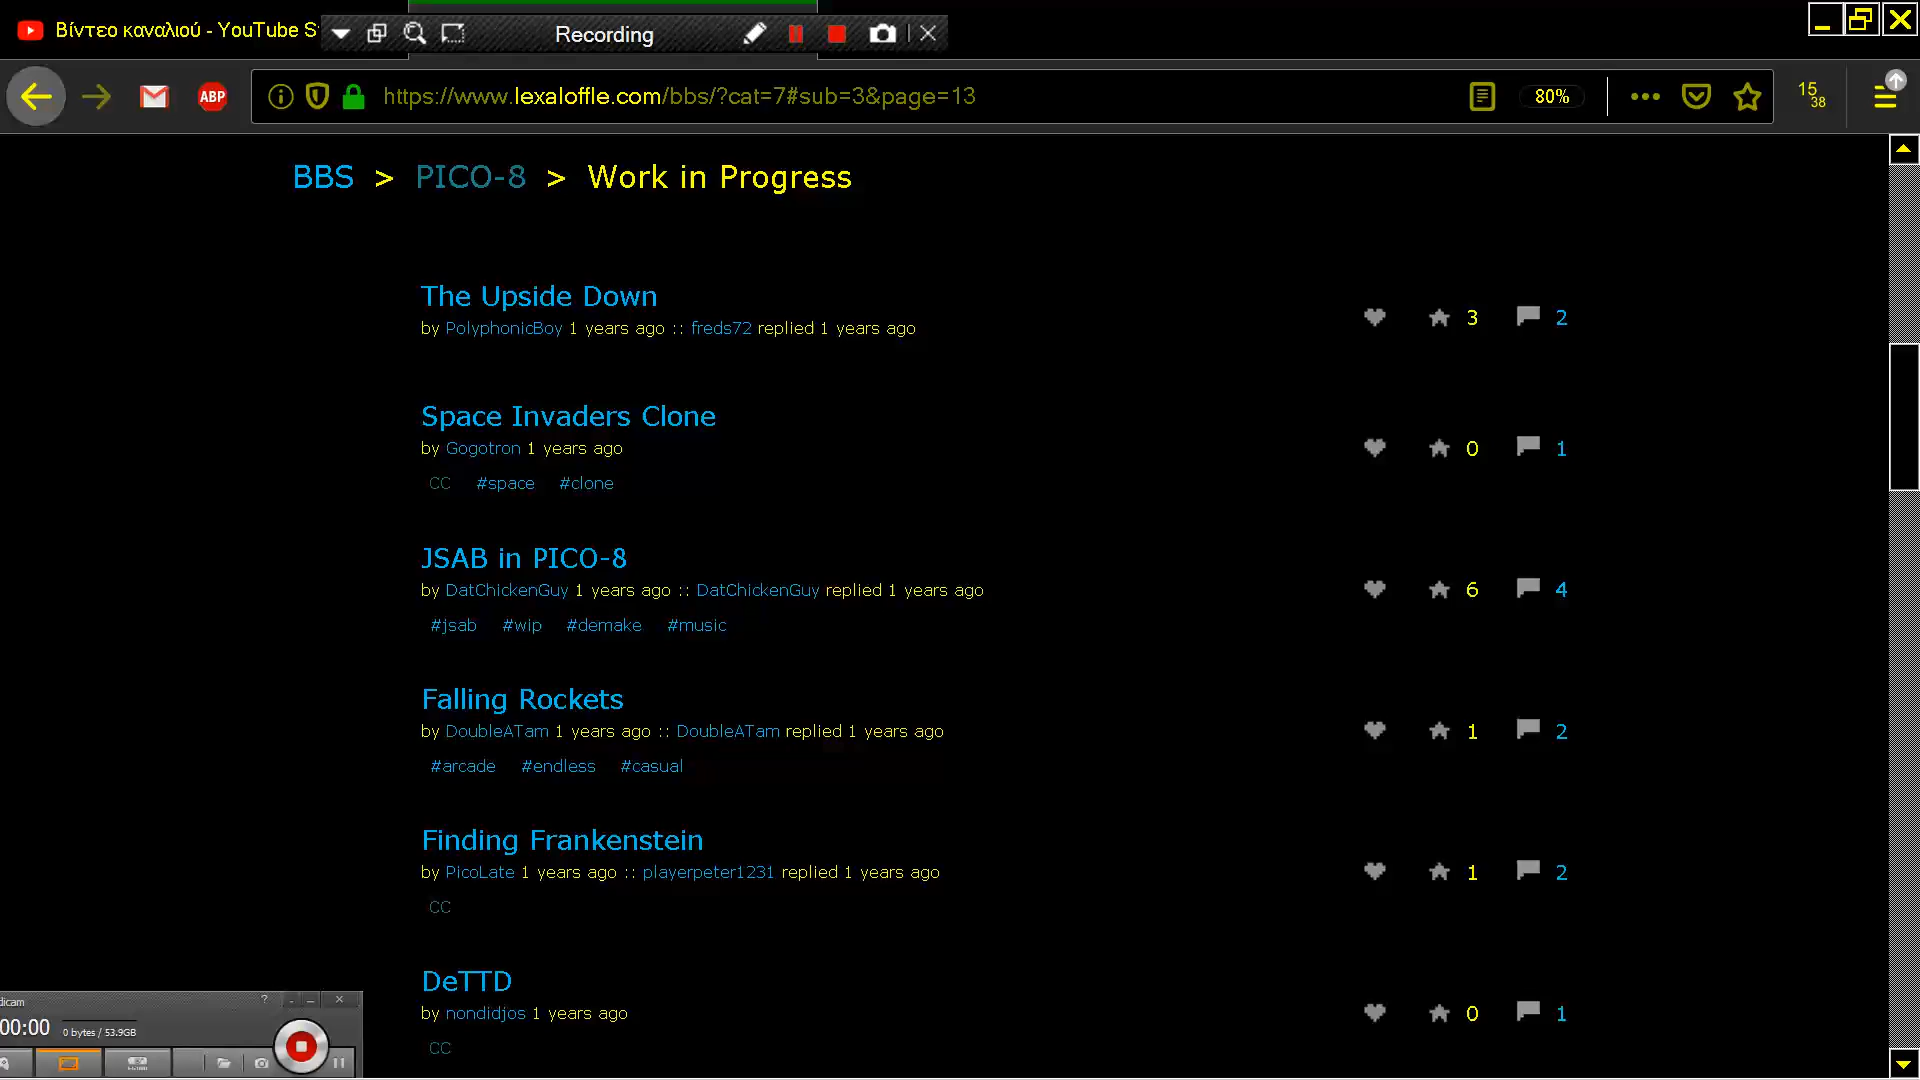 Βίντεο καναλιού - YouTube S
Recording
ABP
https://www.lexaloffle.com/bbs/?cat=7#sub=3&page=13
80%
15
38
BBS > PICO-8 > Work in Progress
The Upside Down
by PolyphonicBoy 1 years ago :: freds72 replied 1 years ago
3 2
Space Invaders Clone
by Gogotron 1 years ago
0 1
CC #space #clone
JSAB in PICO-8
by DatChickenGuy 1 years ago :: DatChickenGuy replied 1 years ago
6 4
#jsab #wip #demake #music
Falling Rockets
by DoubleATam 1 years ago :: DoubleATam replied 1 years ago
1 2
#arcade #endless #casual
Finding Frankenstein
by PicoLate 1 years ago :: playerpeter1231 replied 1 years ago
1 2
CC
DeTTD
by nondidjos 1 years ago
0 1
CC
dicam
00:00 0 bytes / 53.9GB